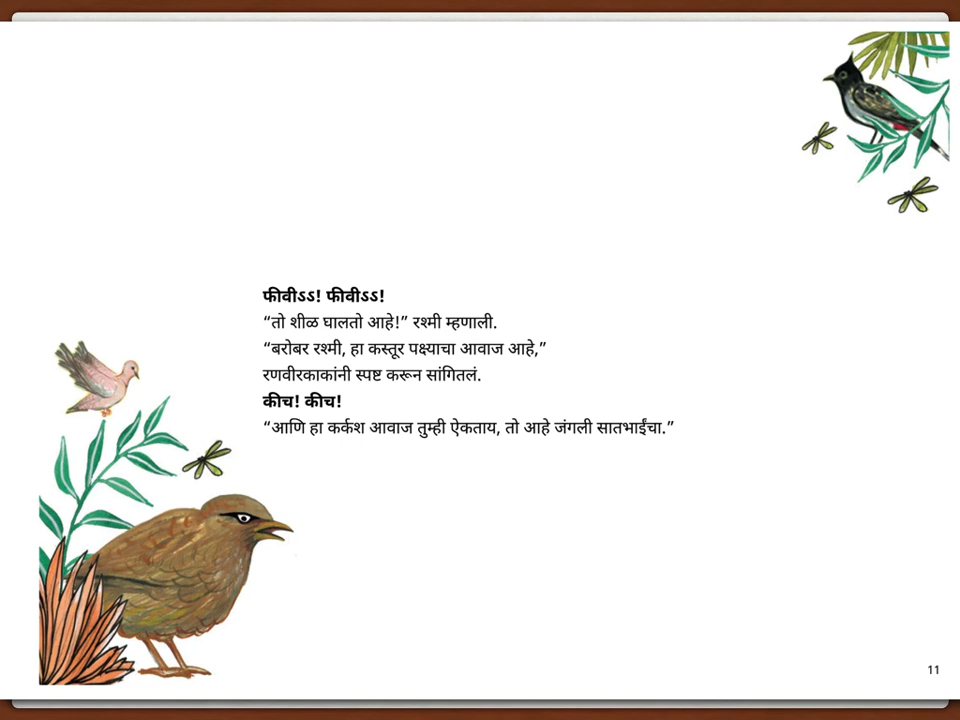 फीवीऽऽ! फीवीऽऽ!
“तो शीळ घालतो आहे!” रश्मी म्हणाली.
“बरोबर रश्मी, हा कस्तूर पक्ष्याचा आवाज आहे,”
रणवीरकाकांनी स्पष्ट करून सांगितलं.
कीच! कीच!
“आणि हा कर्कश आवाज तुम्ही ऐकताय, तो आहे जंगली सातभाईंचा.”
11